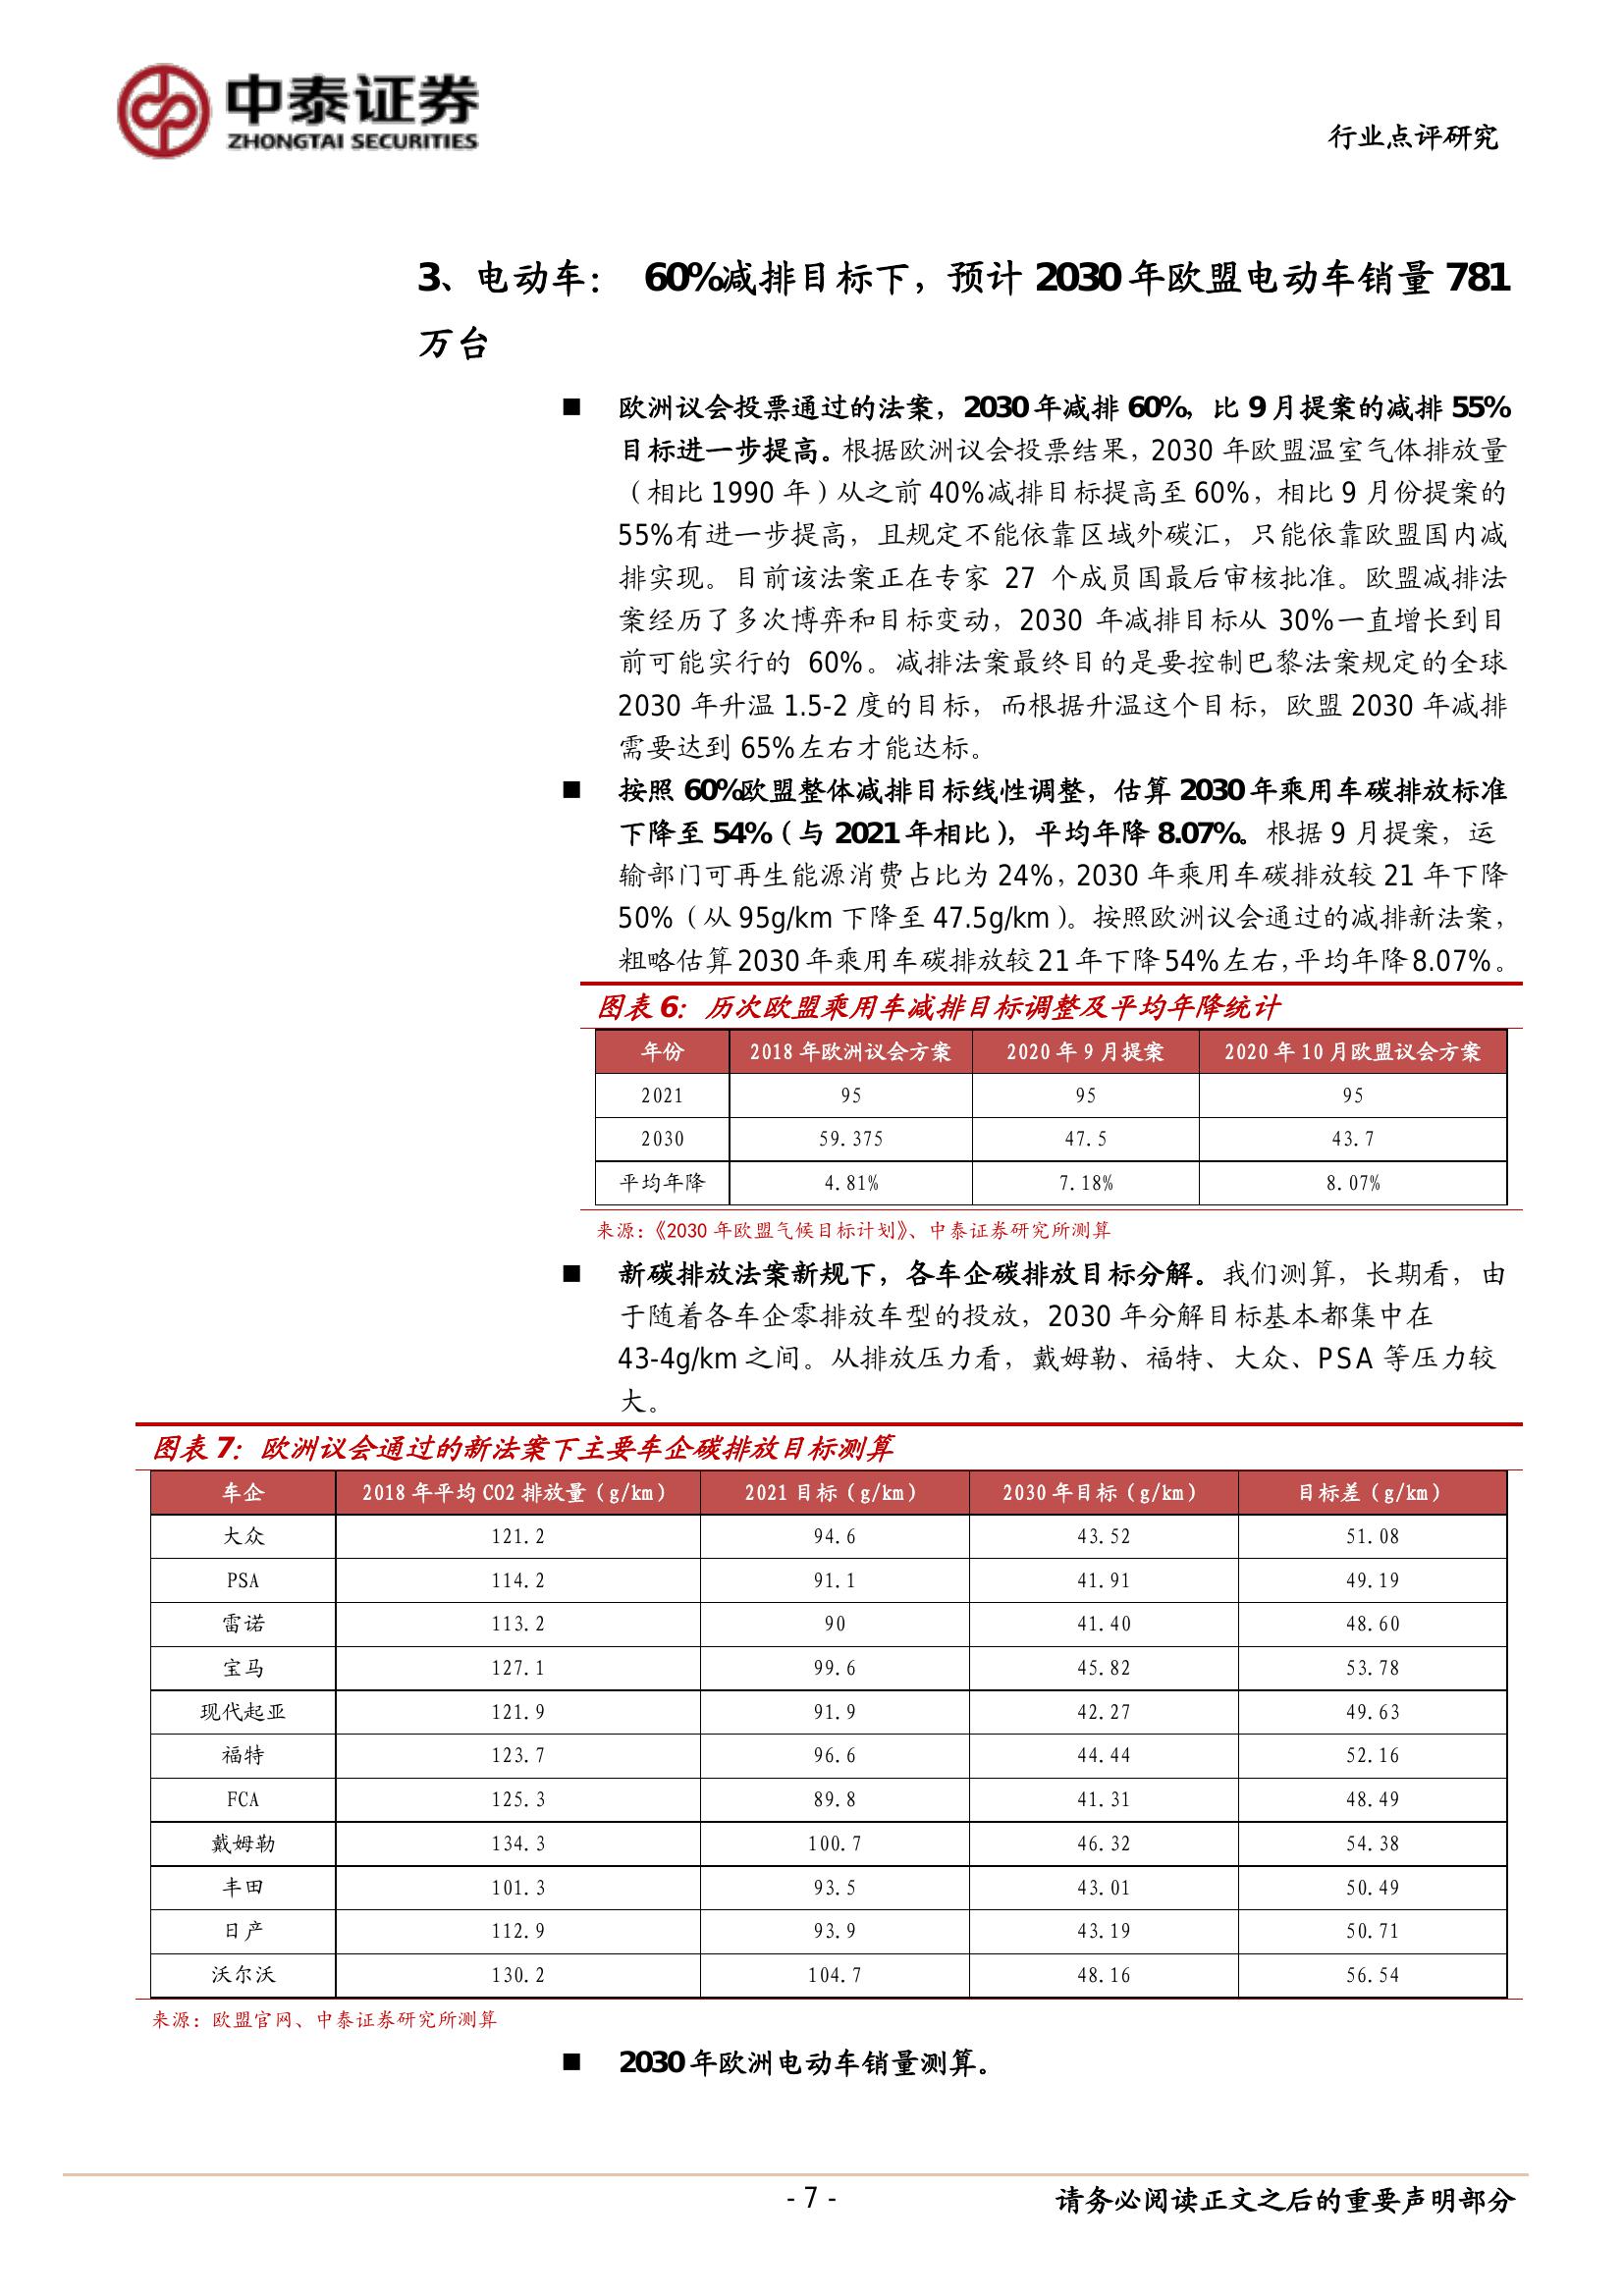 中泰证券
ZHONGTAI SECURITIES
行业点评研究
3、电动车： 60%减排目标下，预计 2030 年欧盟电动车销量 781
万台
■ 欧洲议会投票通过的法案，2030 年减排 60%，比 9 月提案的减排 55%
目标进一步提高。根据欧洲议会投票结果，2030 年欧盟温室气体排放量
（相比 1990 年）从之前 40%减排目标提高至 60%，相比 9 月份提案的
55%有进一步提高，且规定不能依靠区域外碳汇，只能依靠欧盟国内减
排实现。目前该法案正在专家 27 个成员国最后审核批准。欧盟减排法
案经历了多次博弈和目标变动，2030 年减排目标从 30%一直增长到目
前可能实行的 60%。减排法案最终目的是要控制巴黎法案规定的全球
2030 年升温 1.5-2 度的目标，而根据升温这个目标，欧盟 2030 年减排
需要达到 65%左右才能达标。
■ 按照 60%欧盟整体减排目标线性调整，估算 2030 年乘用车碳排放标准
下降至 54%（与 2021 年相比），平均年降 8.07%。根据 9 月提案，运
输部门可再生能源消费占比为 24%，2030 年乘用车碳排放较 21 年下降
50%（从 95g/km 下降至 47.5g/km）。按照欧洲议会通过的减排新法案，
粗略估算 2030 年乘用车碳排放较 21 年下降 54%左右，平均年降 8.07%。
图表 6：历次欧盟乘用车减排目标调整及平均年降统计
年份 2018 年欧洲议会方案 2020 年 9 月提案 2020 年 10 月欧盟议会方案
2021 95 95 95
2030 59.375 47.5 43.7
平均年降 4.81% 7.18% 8.07%
来源：《2030 年欧盟气候目标计划》、中泰证券研究所测算
■ 新碳排放法案新规下，各车企碳排放目标分解。我们测算，长期看，由
于随着各车企零排放车型的投放，2030 年分解目标基本都集中在
43-4g/km 之间。从排放压力看，戴姆勒、福特、大众、PSA 等压力较
大。
图表 7：欧洲议会通过的新法案下主要车企碳排放目标测算
车企 2018 年平均 CO2 排放量（g/km） 2021 目标（g/km） 2030 年目标（g/km） 目标差（g/km）
大众 121.2 94.6 43.52 51.08
PSA 114.2 91.1 41.91 49.19
雷诺 113.2 90 41.40 48.60
宝马 127.1 99.6 45.82 53.78
现代起亚 121.9 91.9 42.27 49.63
福特 123.7 96.6 44.44 52.16
FCA 125.3 89.8 41.31 48.49
戴姆勒 134.3 100.7 46.32 54.38
丰田 101.3 93.5 43.01 50.49
日产 112.9 93.9 43.19 50.71
沃尔沃 130.2 104.7 48.16 56.54
来源：欧盟官网、中泰证券研究所测算
■ 2030 年欧洲电动车销量测算。
- 7 -
请务必阅读正文之后的重要声明部分